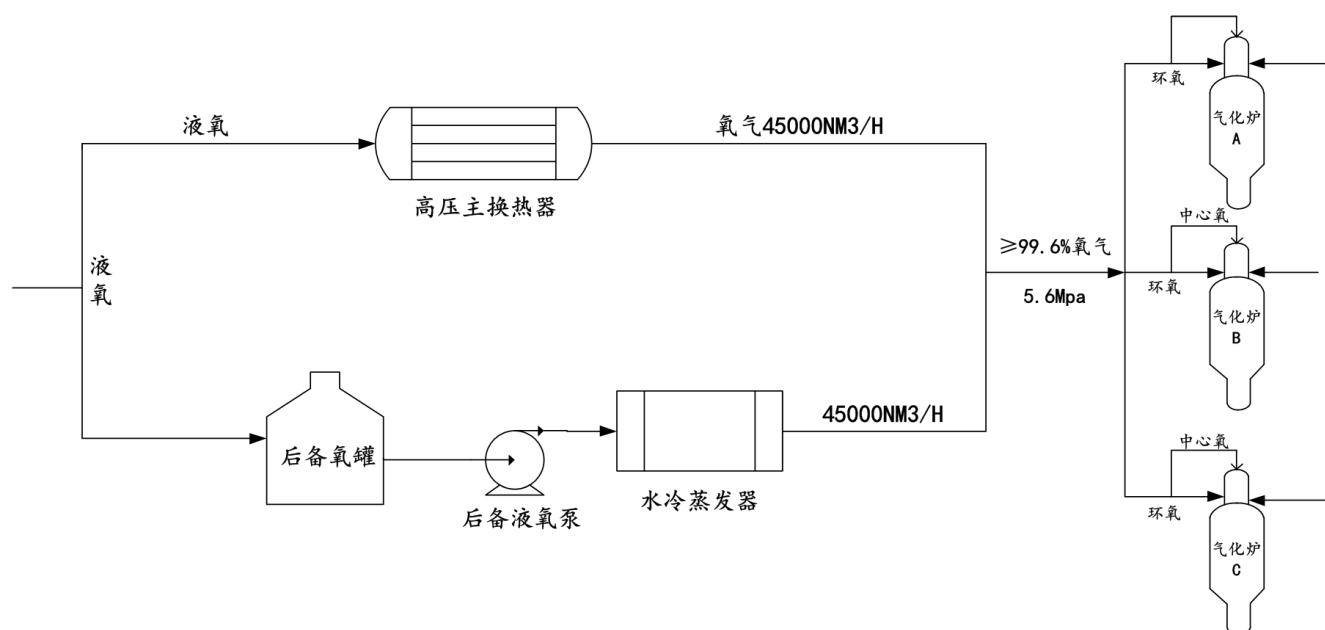 液氧
氧气45000NM3/H
高压主换热器
液
氧
后备氧罐
后备液氧泵
45000NM3/H
水冷蒸发器
≥99.6%氧气
5.6Mpa
环氧
气化炉
A
中心氧
环氧
气化炉
B
中心氧
环氧
气化炉
C